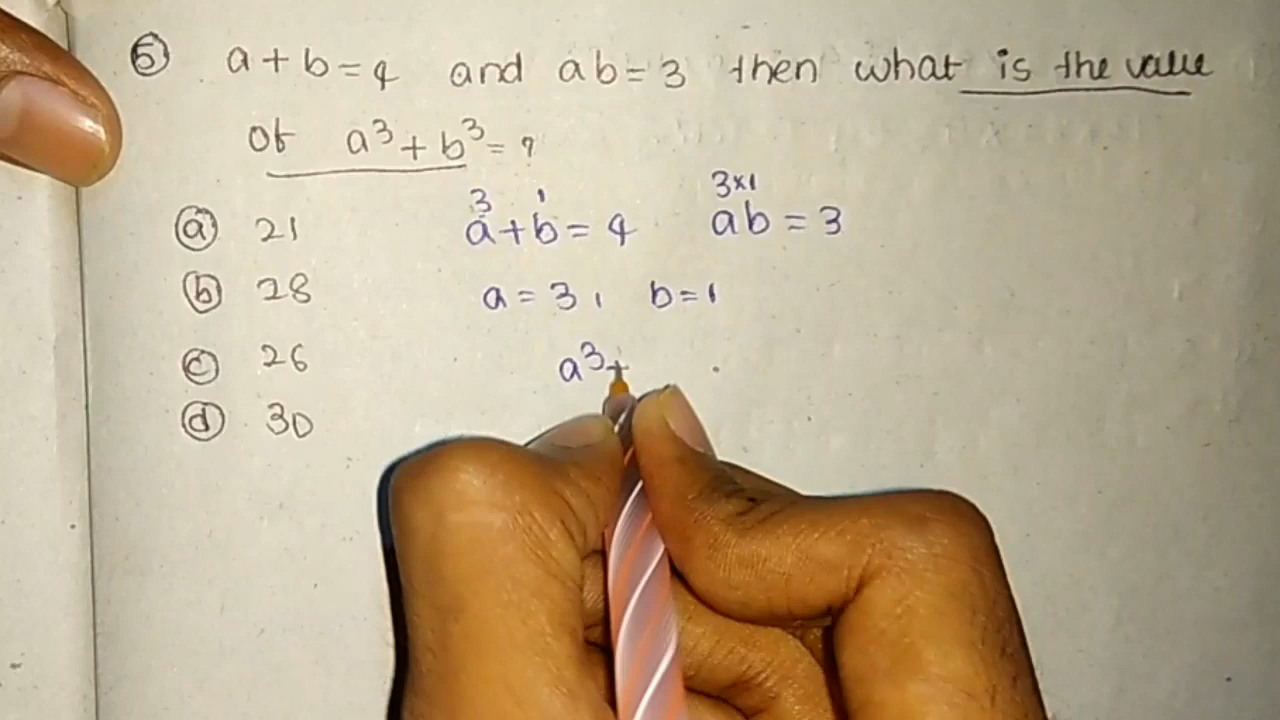 ⑤ a+b=4 and ab=3 then what is the value
of a³+b³=?
ⓐ 21
3 1
a+b=4
3×1
ab=3
ⓑ 28
a=3, b=1
ⓒ 26
a³+
ⓓ 30